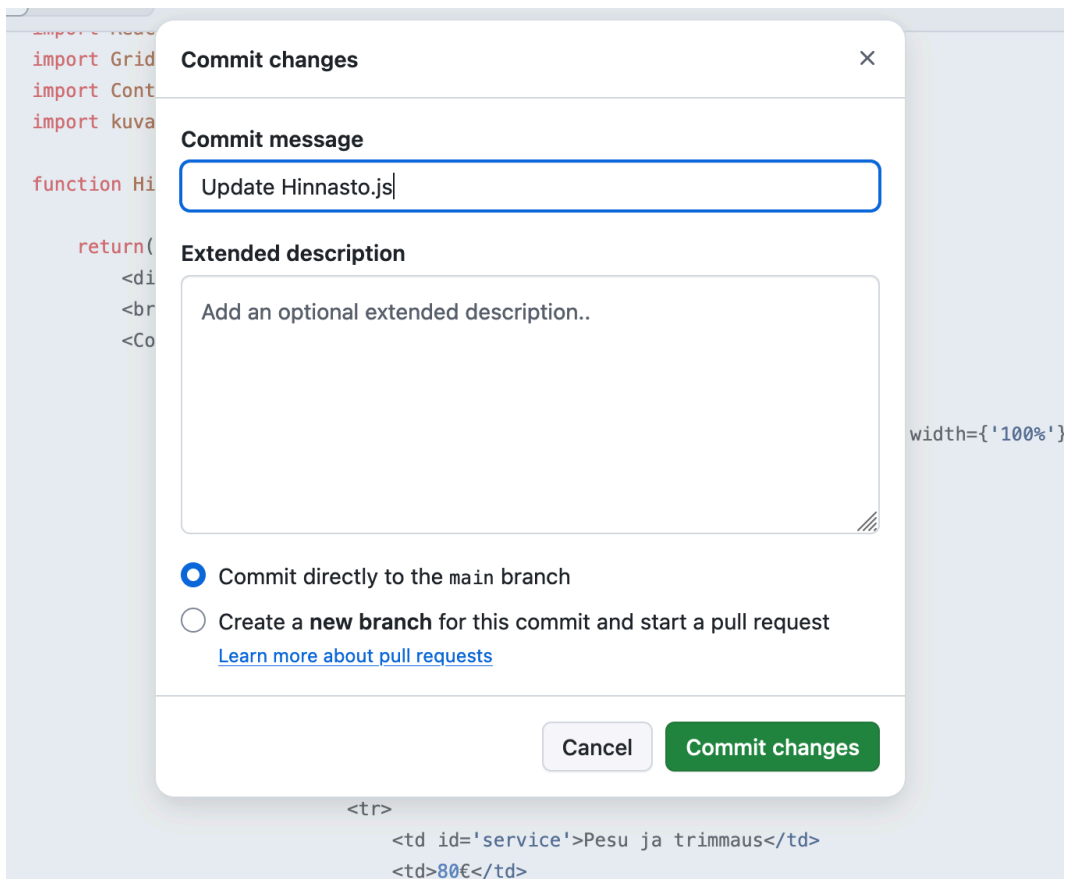 import Grid
import Cont
import kuva
function Hi
return(
<di
<br
<Co
Commit changes
Commit message
Update Hinnasto.js
Extended description
Add an optional extended description..
Commit directly to the main branch
Create a new branch for this commit and start a pull request
Learn more about pull requests
Cancel
Commit changes
width={'100%'}
<tr>
<td id='service'>Pesu ja trimmaus</td>
<td>80€</td>